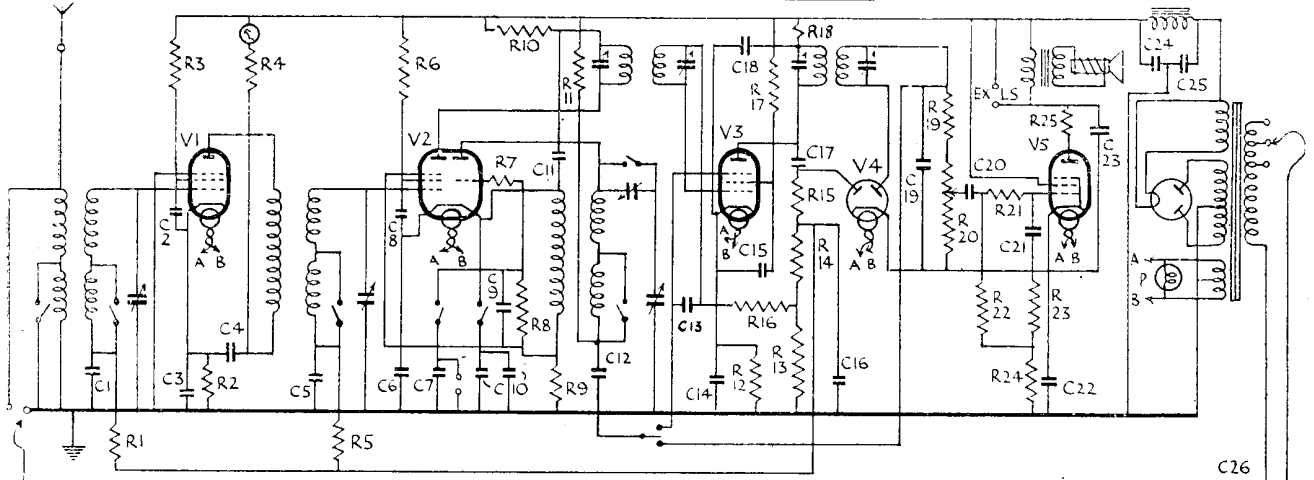 R3
R4
R6
R10
R11
C18
R17
R18
C24
C25
EX LS
R25
V1
V2
R7
C11
V3
C17
V4
R19
C19
C20
V5
C23
C2
C8
R15
R14
R20
R21
C21
A B
A B
A
B
A B
A B
A
P
B
C15
C9
R8
C13
R16
R22
R23
C4
C1
C3
R2
C5
C6
C7
C10
R9
C12
C14
R12
R13
C16
R24
C22
R1
R5
C26